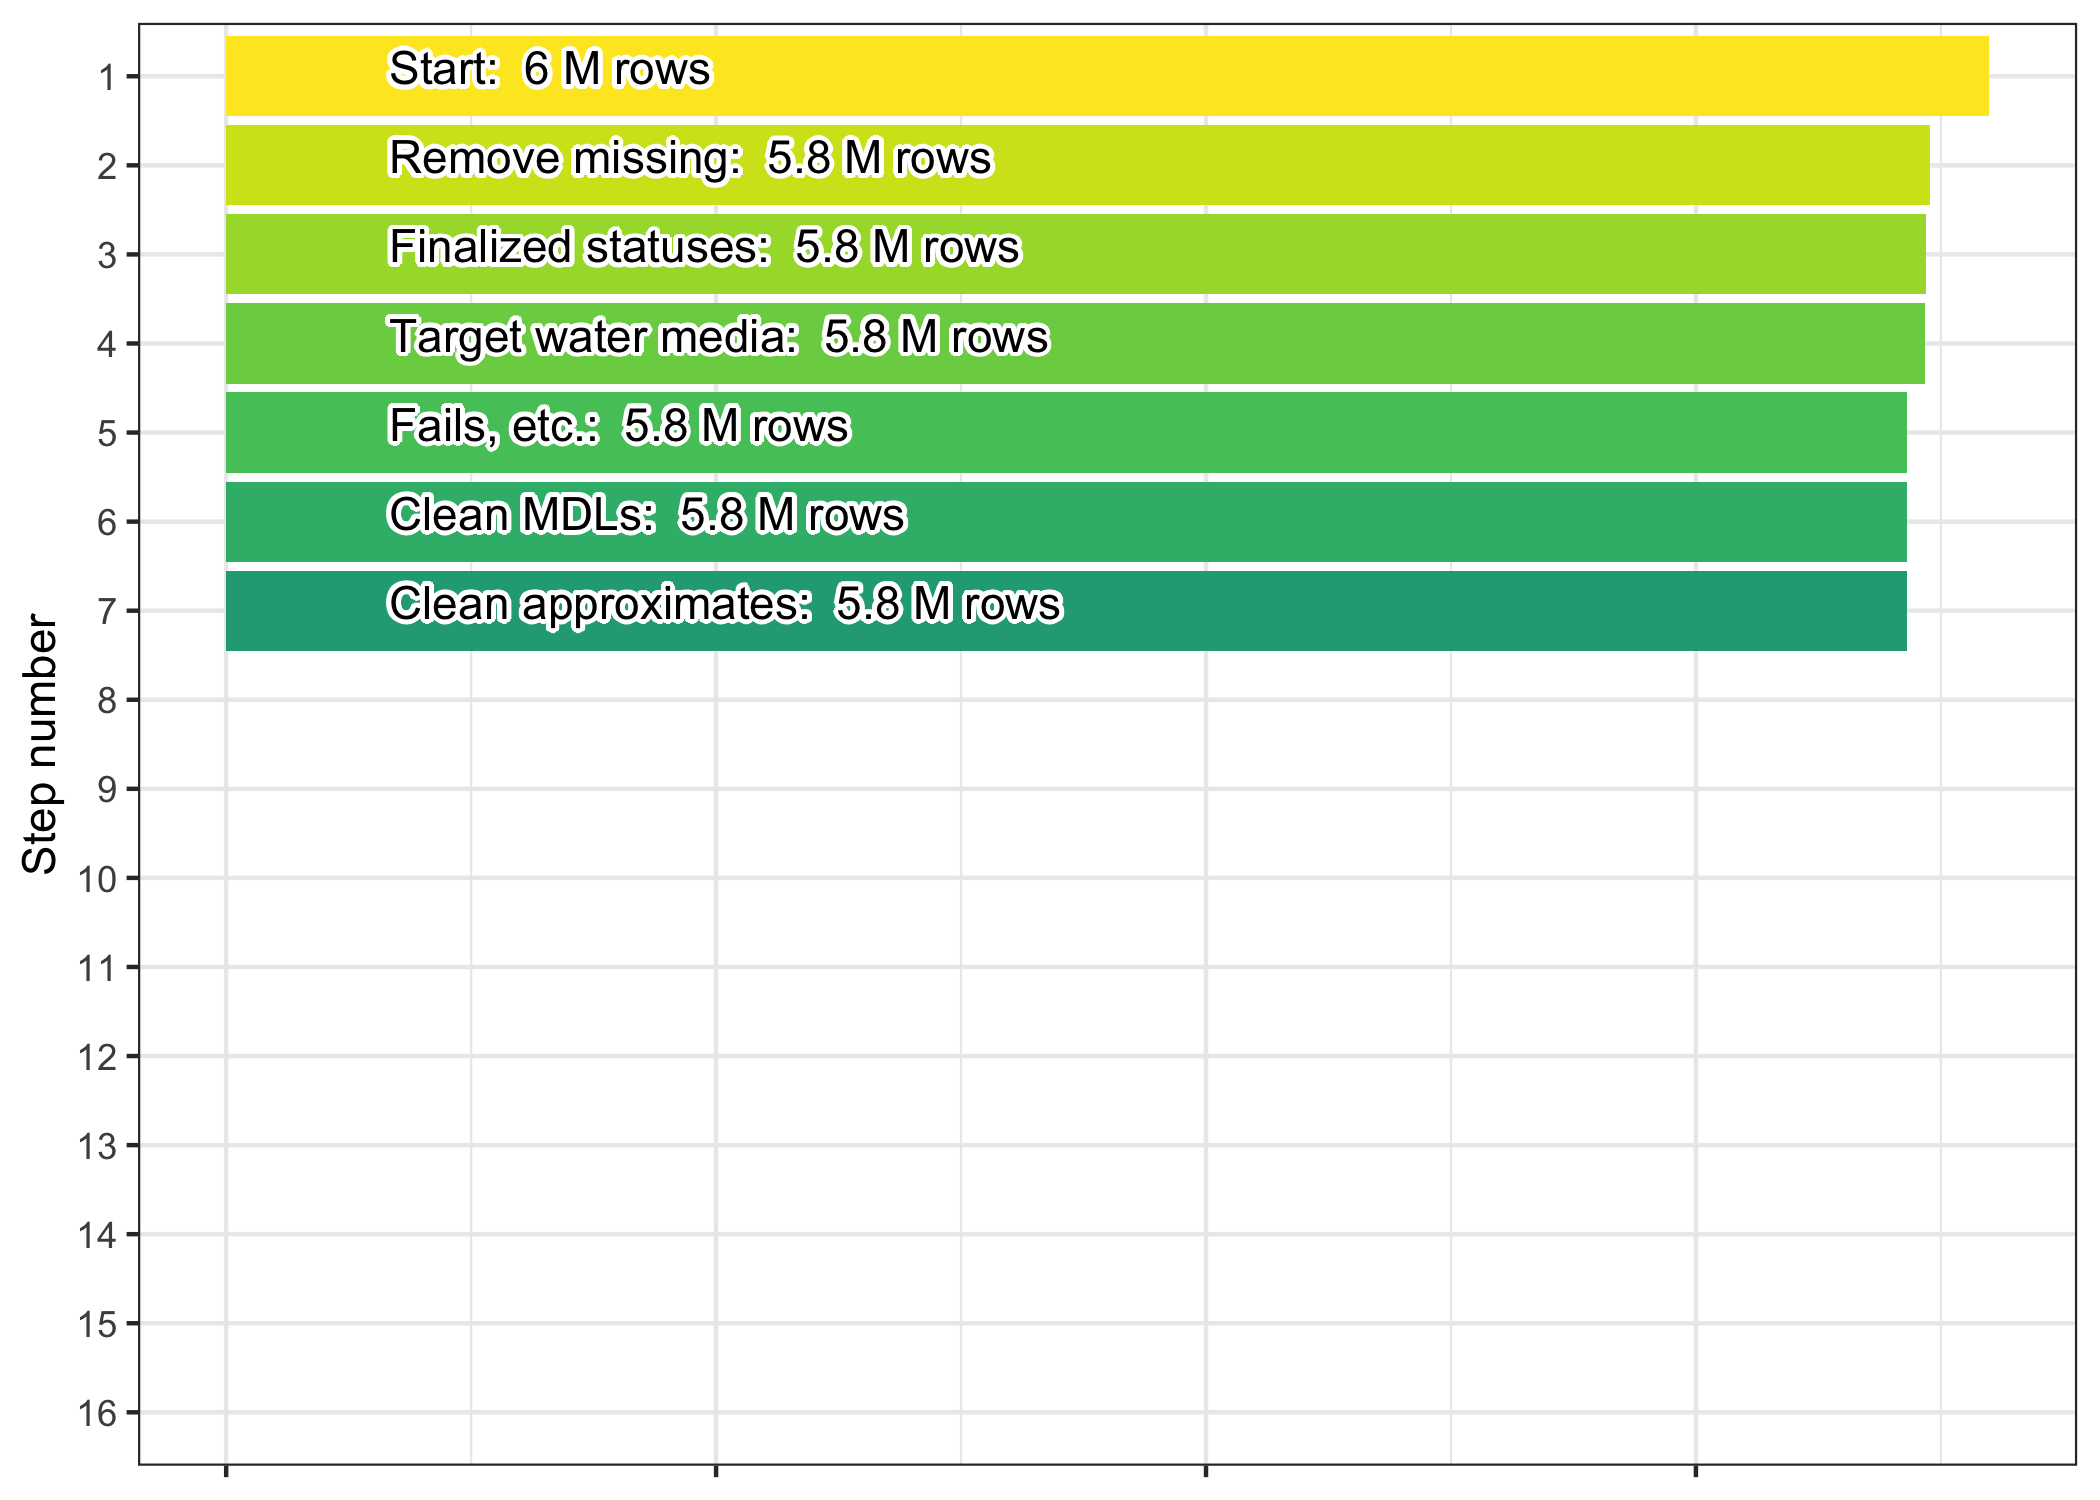 1
Start:  6 M rows
2
Remove missing:  5.8 M rows
3
Finalized statuses:  5.8 M rows
4
Target water media:  5.8 M rows
5
Fails, etc.:  5.8 M rows
6
Clean MDLs:  5.8 M rows
7
Clean approximates:  5.8 M rows
8
9
10
11
12
13
14
15
16
Step number